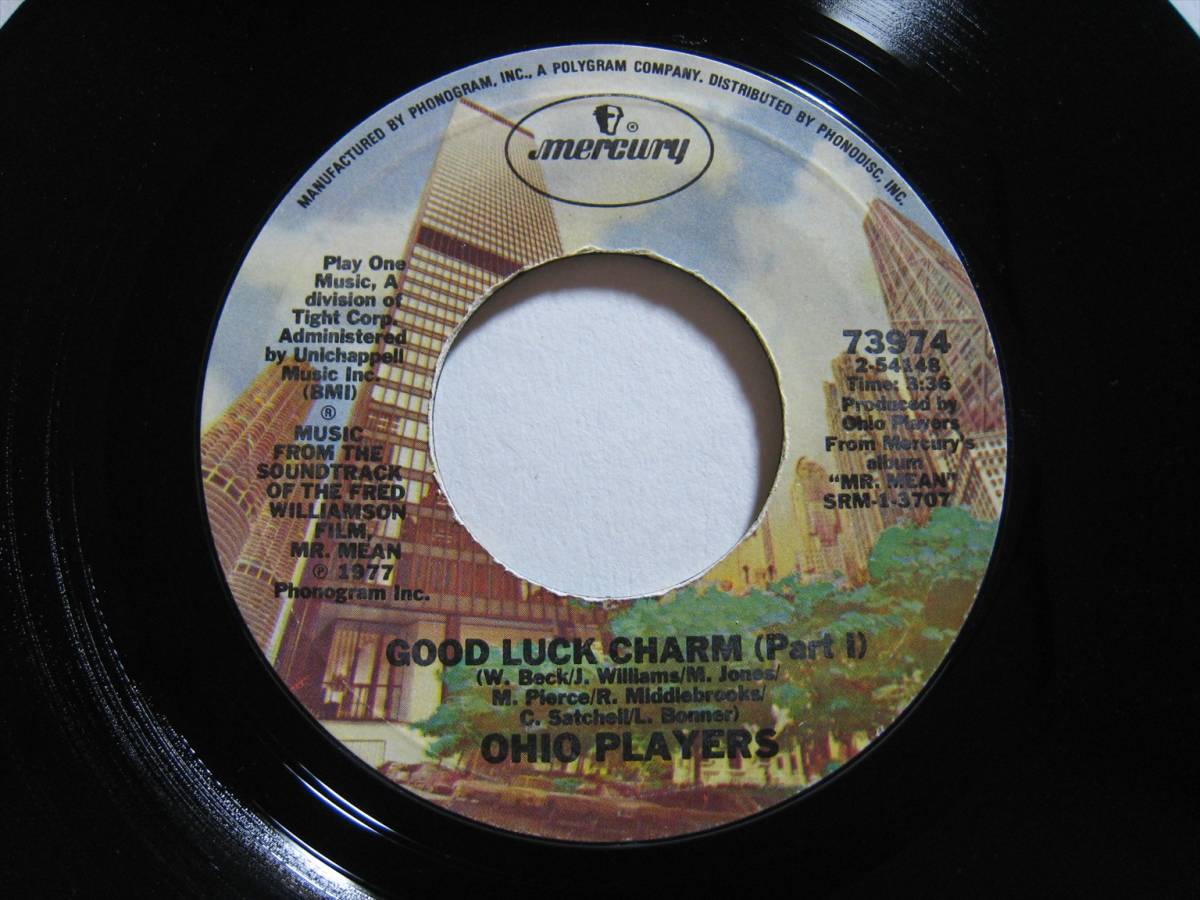 MANUFACTURED BY PHONOGRAM, INC., A POLYGRAM COMPANY. DISTRIBUTED BY PHONODISC, INC.
mercury ®
Play One
Music, A
division of
Tight Corp.
Administered
by Unichappell
Music Inc.
(BMI)
®
MUSIC
FROM THE
SOUNDTRACK
OF THE FRED
WILLIAMSON
FILM,
MR. MEAN
℗ 1977
Phonogram Inc.
73974
2-54148
Time: 3:36
Produced by
Ohio Players
From Mercury's
album
"MR. MEAN"
SRM-1-3707
GOOD LUCK CHARM (Part I)
(W. Beck/J. Williams/M. Jones/
M. Pierce/R. Middlebrooks/
C. Satchell/L. Bonner)
OHIO PLAYERS